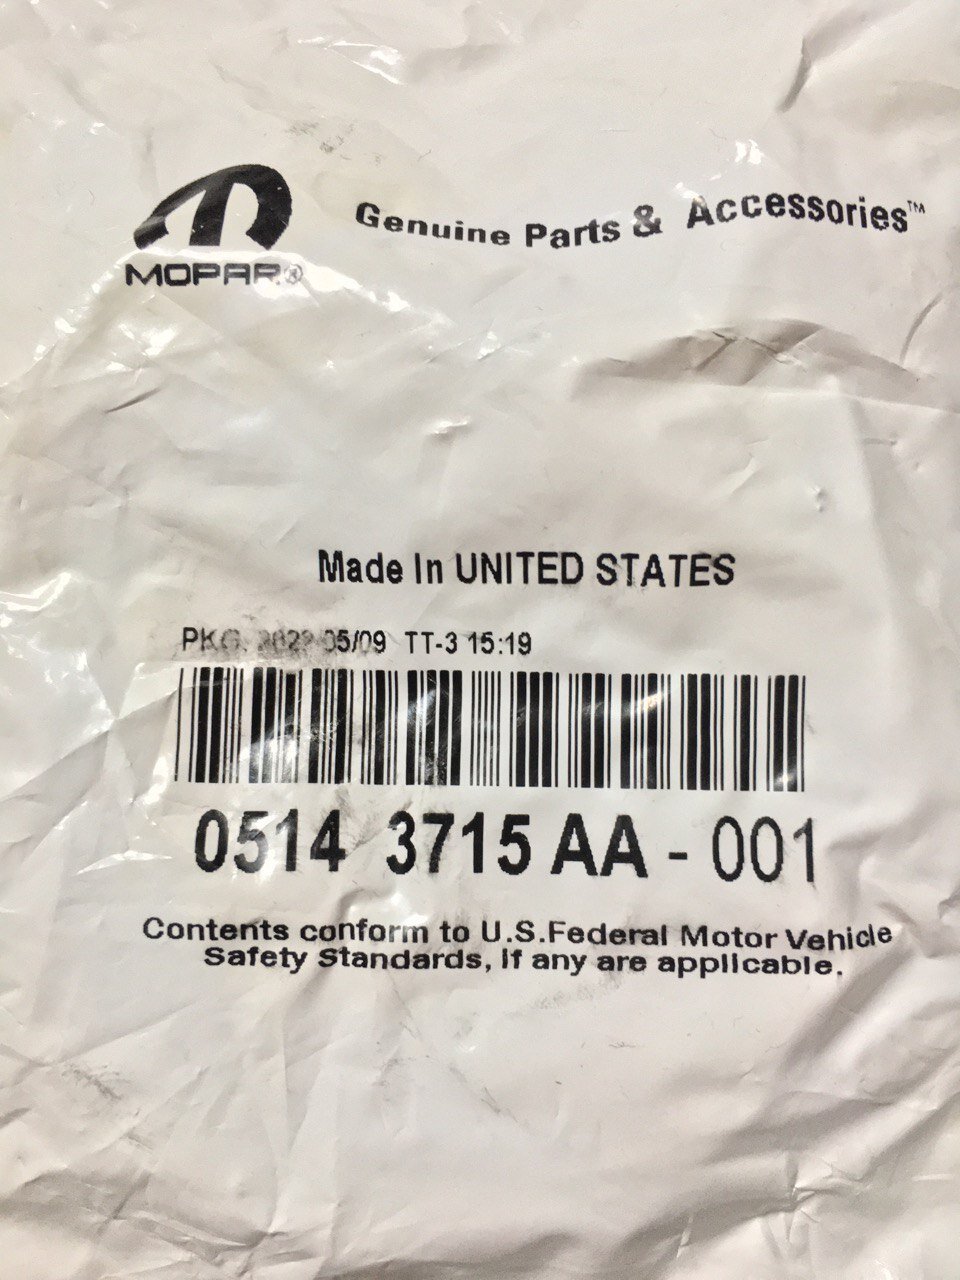 MOPAR®
Genuine Parts & Accessories™
Made In UNITED STATES
PKG. 2022 05/09 TT-3 15:19
0514 3715 AA - 001
Contents conform to U.S.Federal Motor Vehicle
Safety Standards, If any are applicable.